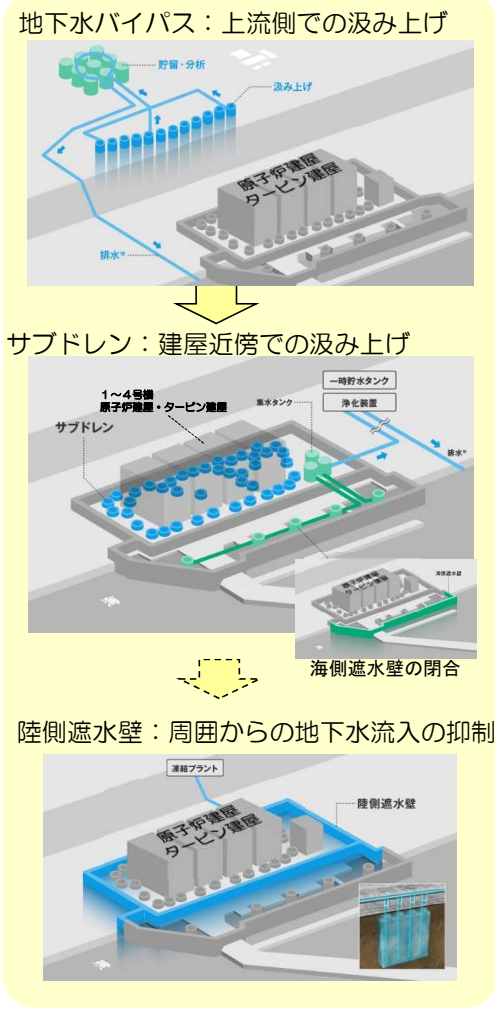 地下水バイパス：上流側での汲み上げ
貯留・分析
汲み上げ
原子炉建屋
タービン建屋
排水※
サブドレン：建屋近傍での汲み上げ
一時貯水タンク
1～4号機
原子炉建屋・タービン建屋
集水タンク
浄化装置
サブドレン
排水※
海側遮水壁
原子炉建屋
タービン建屋
海
海側遮水壁の閉合
陸側遮水壁：周囲からの地下水流入の抑制
凍結プラント
陸側遮水壁
原子炉建屋
タービン建屋
海